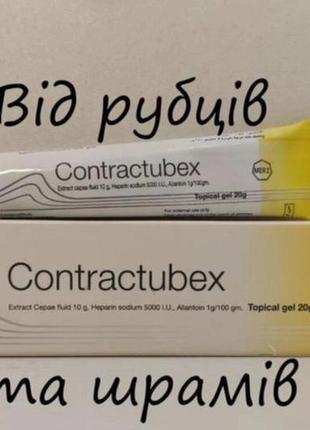 Від рубців
Contractubex
MERZ
Extract cepae fluid 10 g, Heparin sodium 5000 I.U., Allantoin 1g/100gm.
Topical gel 20g
For external use only
Contractubex
Extract Cepae fluid 10 g, Heparin sodium 5000 I.U., Allantoin 1g/100 gm. Topical gel 20g
та шрамів